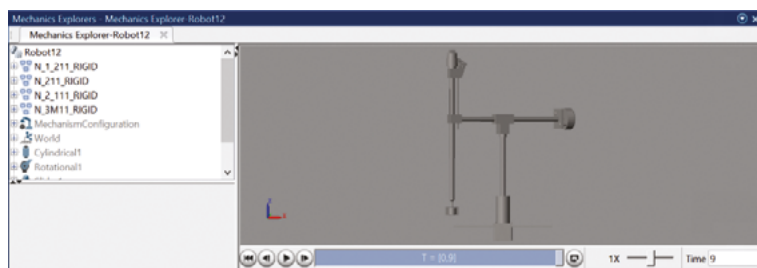 Mechanics Explorers - Mechanics Explorer-Robot12
Mechanics Explorer-Robot12
Robot12
N_1_211_RIGID
N_211_RIGID
N_2_111_RIGID
N_3M11_RIGID
MechanismConfiguration
World
Cylindrical1
Rotational1
T = [0,9]
1X
Time 9